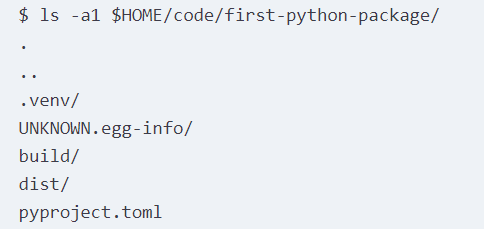 $ ls -a1 $HOME/code/first-python-package/
.
..
.venv/
UNKNOWN.egg-info/
build/
dist/
pyproject.toml